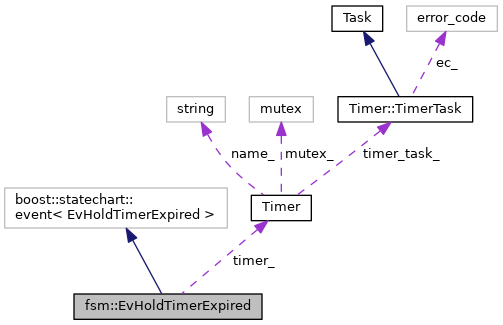 Task
error_code
ec_
string
mutex
Timer::TimerTask
name_
mutex_
timer_task_
boost::statechart::
event< EvHoldTimerExpired >
Timer
timer_
fsm::EvHoldTimerExpired